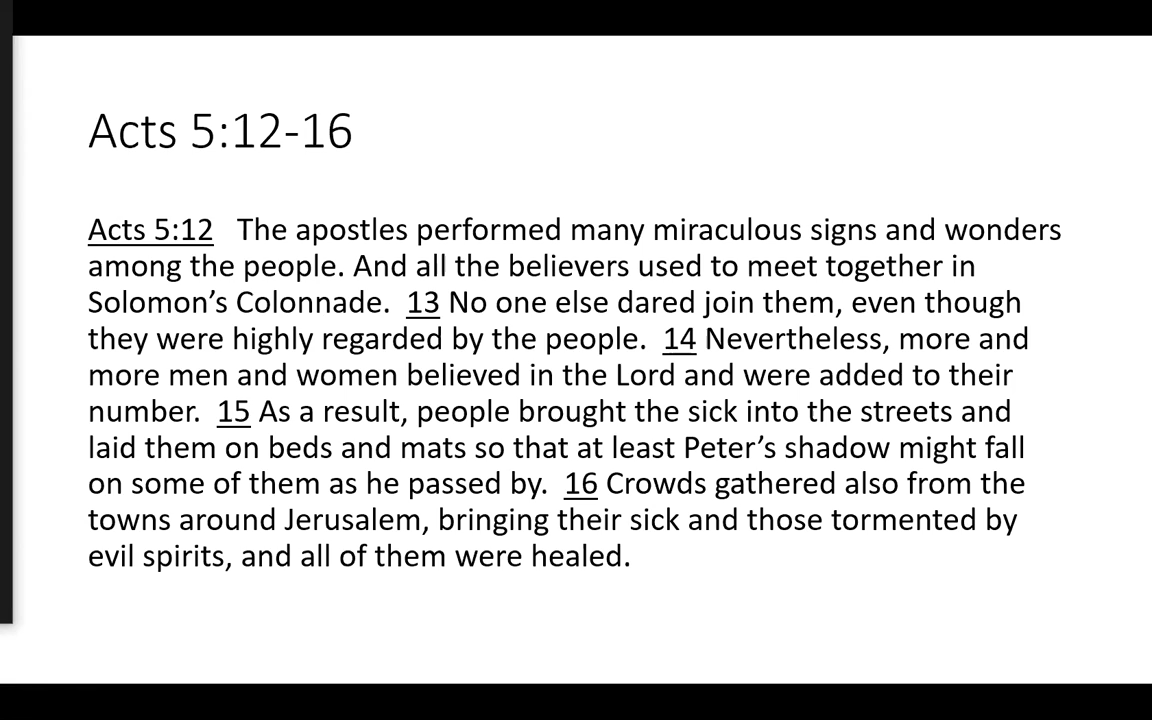 Acts 5:12-16
Acts 5:12   The apostles performed many miraculous signs and wonders
among the people. And all the believers used to meet together in
Solomon’s Colonnade.  13 No one else dared join them, even though
they were highly regarded by the people.  14 Nevertheless, more and
more men and women believed in the Lord and were added to their
number.  15 As a result, people brought the sick into the streets and
laid them on beds and mats so that at least Peter’s shadow might fall
on some of them as he passed by.  16 Crowds gathered also from the
towns around Jerusalem, bringing their sick and those tormented by
evil spirits, and all of them were healed.